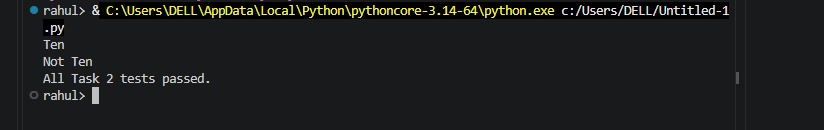 rahul> & C:\Users\DELL\AppData\Local\Python\pythoncore-3.14-64\python.exe c:/Users/DELL/Untitled-1
.py
Ten
Not Ten
All Task 2 tests passed.
rahul>